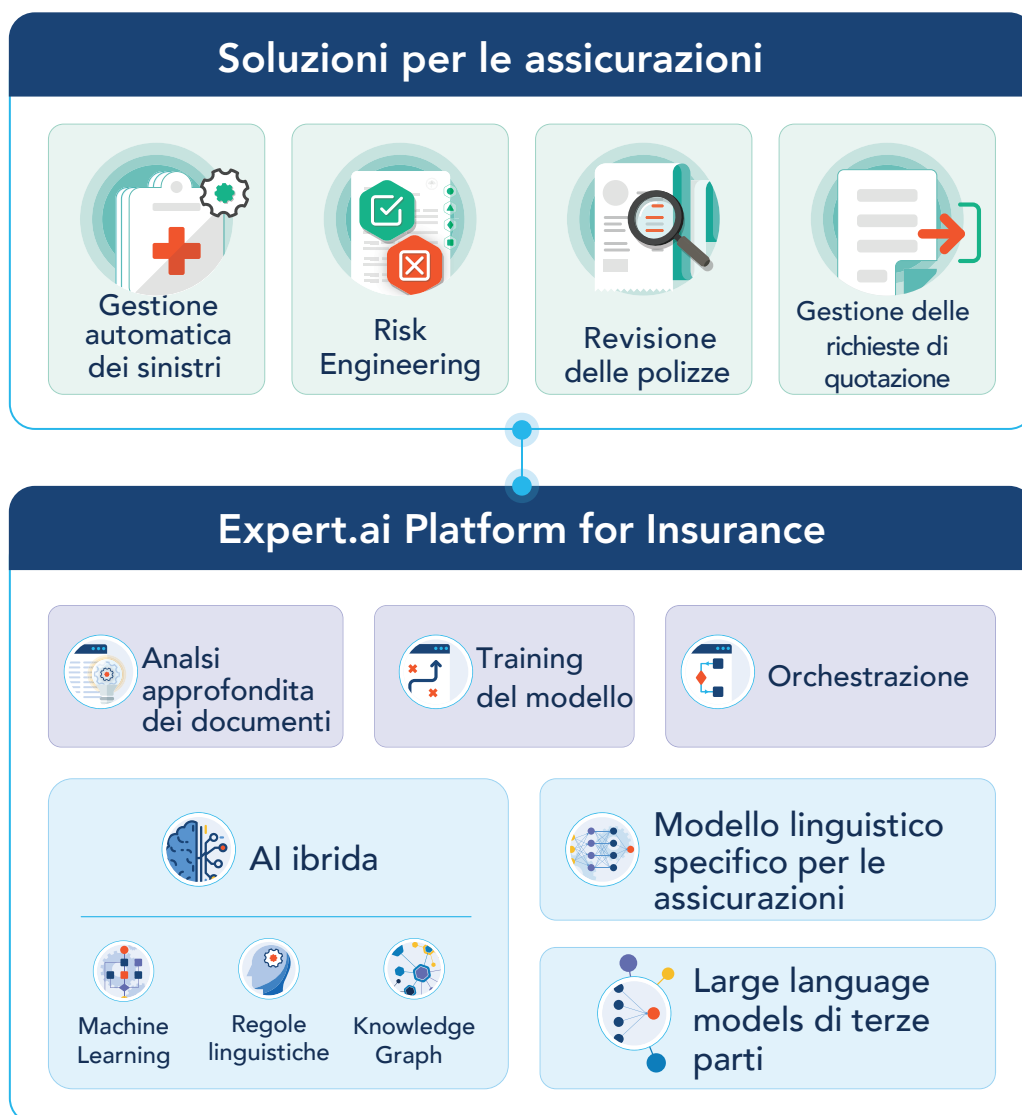 Soluzioni per le assicurazioni
Gestione
automatica
dei sinistri
Risk
Engineering
Revisione
delle polizze
Gestione delle
richieste di
quotazione
Expert.ai Platform for Insurance
Analsi
approfondita
dei documenti
Training
del modello
Orchestrazione
AI ibrida
Machine
Learning
Regole
linguistiche
Knowledge
Graph
Modello linguistico
specifico per le
assicurazioni
Large language
models di terze
parti